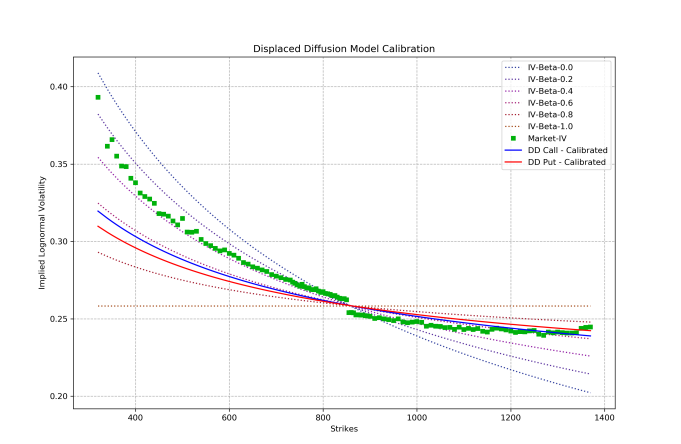 Displaced Diffusion Model Calibration
IV-Beta-0.0
IV-Beta-0.2
IV-Beta-0.4
IV-Beta-0.6
IV-Beta-0.8
IV-Beta-1.0
Market-IV
DD Call - Calibrated
DD Put - Calibrated
Implied Lognormal Volatility
0.40
0.35
0.30
0.25
0.20
400
600
800
1000
1200
1400
Strikes